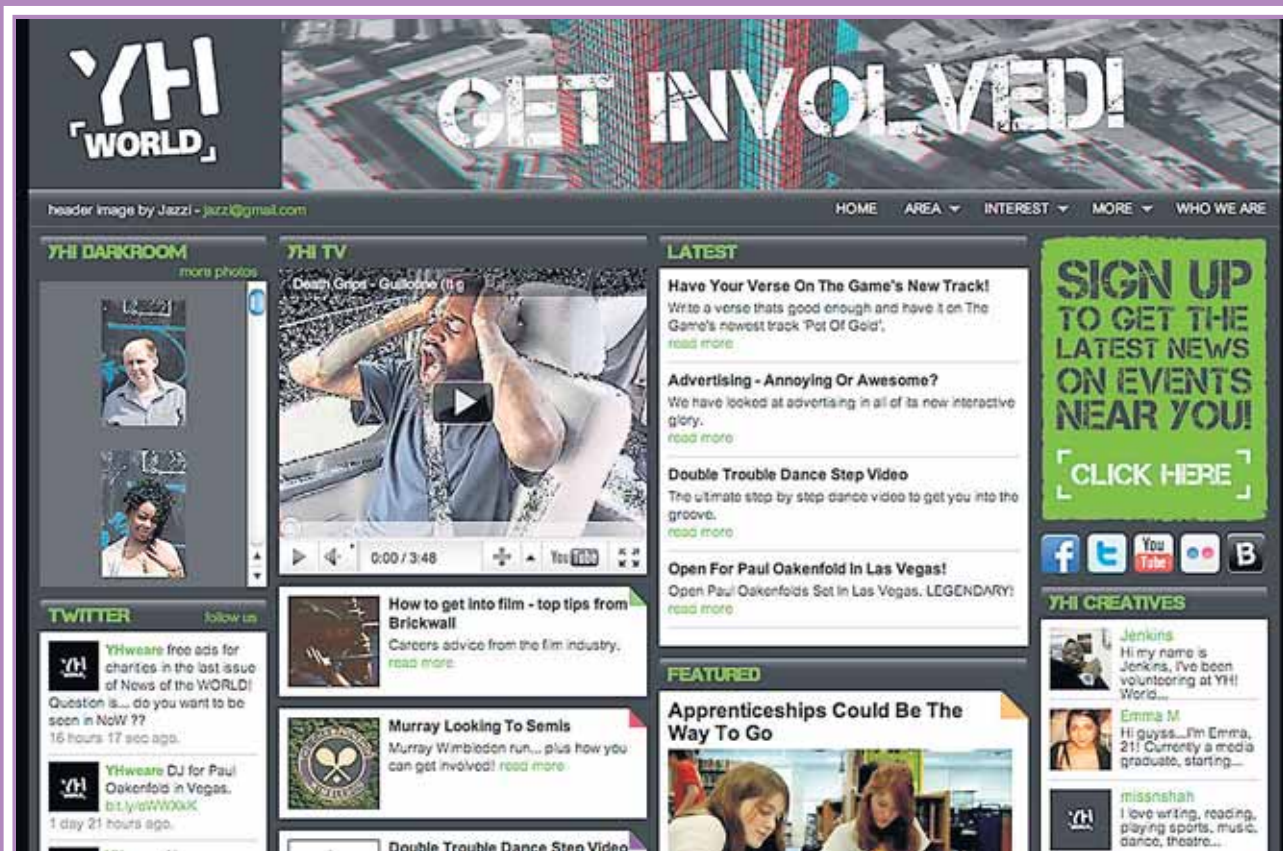 YH
WORLD
GET INVOLVED!
header image by Jazzi - jazzi@gmail.com
HOME
AREA
INTEREST
MORE
WHO WE ARE
YH! DARKROOM
more photos
TWITTER
follow us
YHweare free ads for
charities in the last issue
of News of the WORLD!
Question is... do you want to be
seen in NoW ??
16 hours 17 sec ago.
YHweare DJ for Paul
Oakenfold in Vegas.
1 day 21 hours ago.
YH! TV
Death Grips - Guillotine (It g
0:00 / 3:48
YouTube
How to get into film - top tips from
Brickwall
Careers advice from the film industry.
read more
Murray Looking To Semis
Murray Wimbledon run... plus how you
can get involved! read more
Double Trouble Dance Step Video
LATEST
Have Your Verse On The Game's New Track!
Write a verse thats good enough and have it on The
Game's newest track 'Pot Of Gold'.
read more
Advertising - Annoying Or Awesome?
We have looked at advertising in all of its new interactive
glory.
read more
Double Trouble Dance Step Video
The ultimate step by step dance video to get you into the
groove.
read more
Open For Paul Oakenfold In Las Vegas!
Open Paul Oakenfolds Set In Las Vegas. LEGENDARY!
read more
FEATURED
Apprenticeships Could Be The
Way To Go
SIGN UP
TO GET THE
LATEST NEWS
ON EVENTS
NEAR YOU!
CLICK HERE
f
t
You
Tube
B
YH! CREATIVES
Jenkins
Hi my name is
Jenkins, I've been
volunteering at YH!
World...
Emma M
Hi guyss...I'm Emma,
21! Currently a media
graduate, starting...
missnshah
I love writing, reading,
playing sports, music,
dance, theatre...